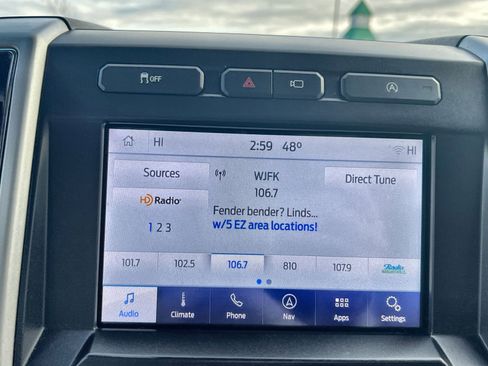 OFF
A
HI 2:59 48° HI
Sources
WJFK
106.7
Direct Tune
HD Radio
1 2 3
Fender bender? Linds...
w/5 EZ area locations!
101.7 102.5 106.7 810 107.9 Radio
Audio Climate Phone Nav Apps Settings